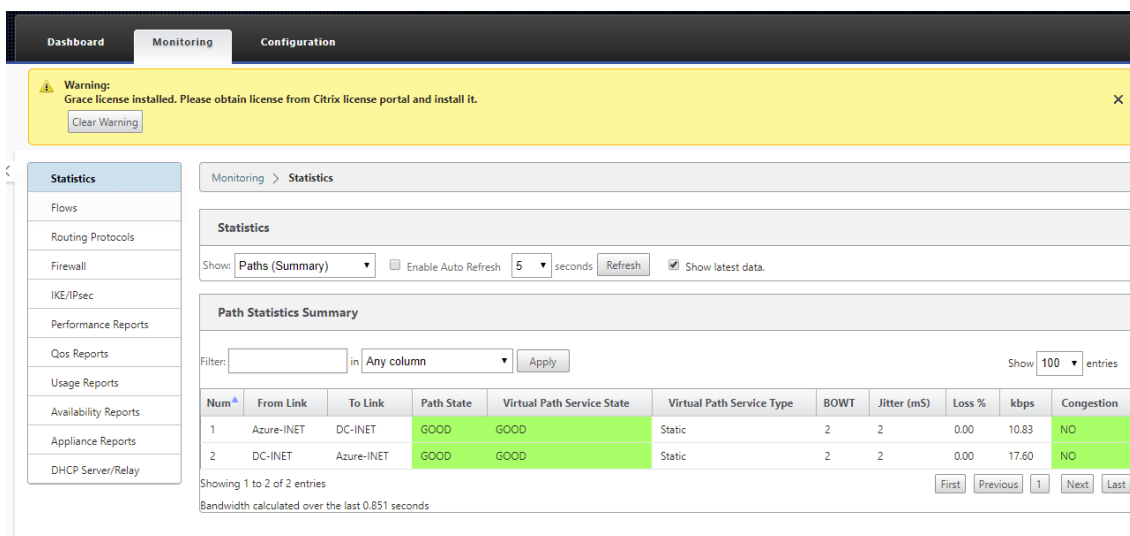 Dashboard Monitoring Configuration
Warning:
Grace license installed. Please obtain license from Citrix license portal and install it.
Clear Warning
Statistics
Flows
Routing Protocols
Firewall
IKE/IPsec
Performance Reports
Qos Reports
Usage Reports
Availability Reports
Appliance Reports
DHCP Server/Relay
Monitoring > Statistics
Statistics
Show: Paths (Summary) Enable Auto Refresh 5 seconds Refresh Show latest data.
Path Statistics Summary
Filter: in Any column Apply Show 100 entries
Num From Link To Link Path State Virtual Path Service State Virtual Path Service Type BOWT Jitter (mS) Loss % kbps Congestion
1 Azure-INET DC-INET GOOD GOOD Static 2 2 0.00 10.83 NO
2 DC-INET Azure-INET GOOD GOOD Static 2 2 0.00 17.60 NO
Showing 1 to 2 of 2 entries First Previous 1 Next Last
Bandwidth calculated over the last 0.851 seconds